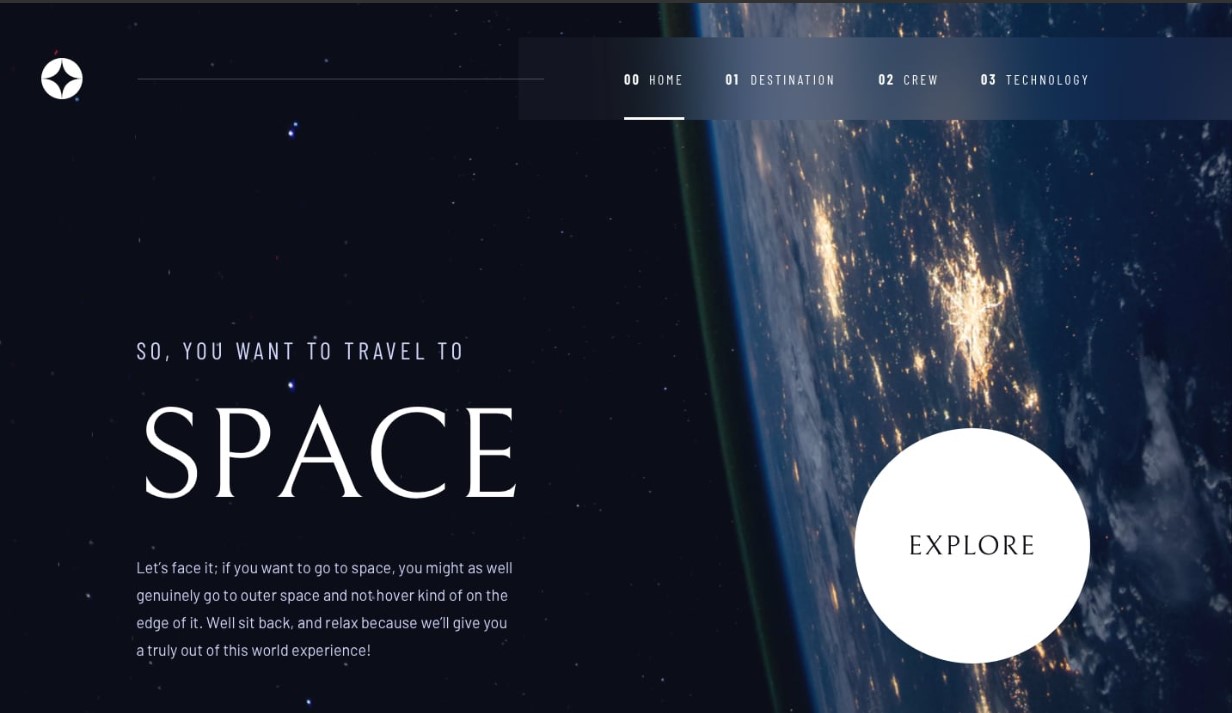 00 HOME 01 DESTINATION 02 CREW 03 TECHNOLOGY
SO, YOU WANT TO TRAVEL TO
SPACE
Let’s face it; if you want to go to space, you might as well
genuinely go to outer space and not hover kind of on the
edge of it. Well sit back, and relax because we’ll give you
a truly out of this world experience!
EXPLORE